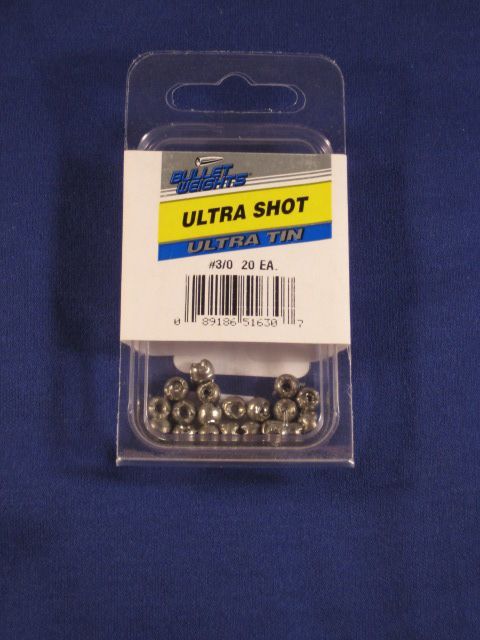 BULLET
WEIGHTS
ULTRA SHOT
ULTRA TIN
#3/0 20 EA.
0 89186 51630 7